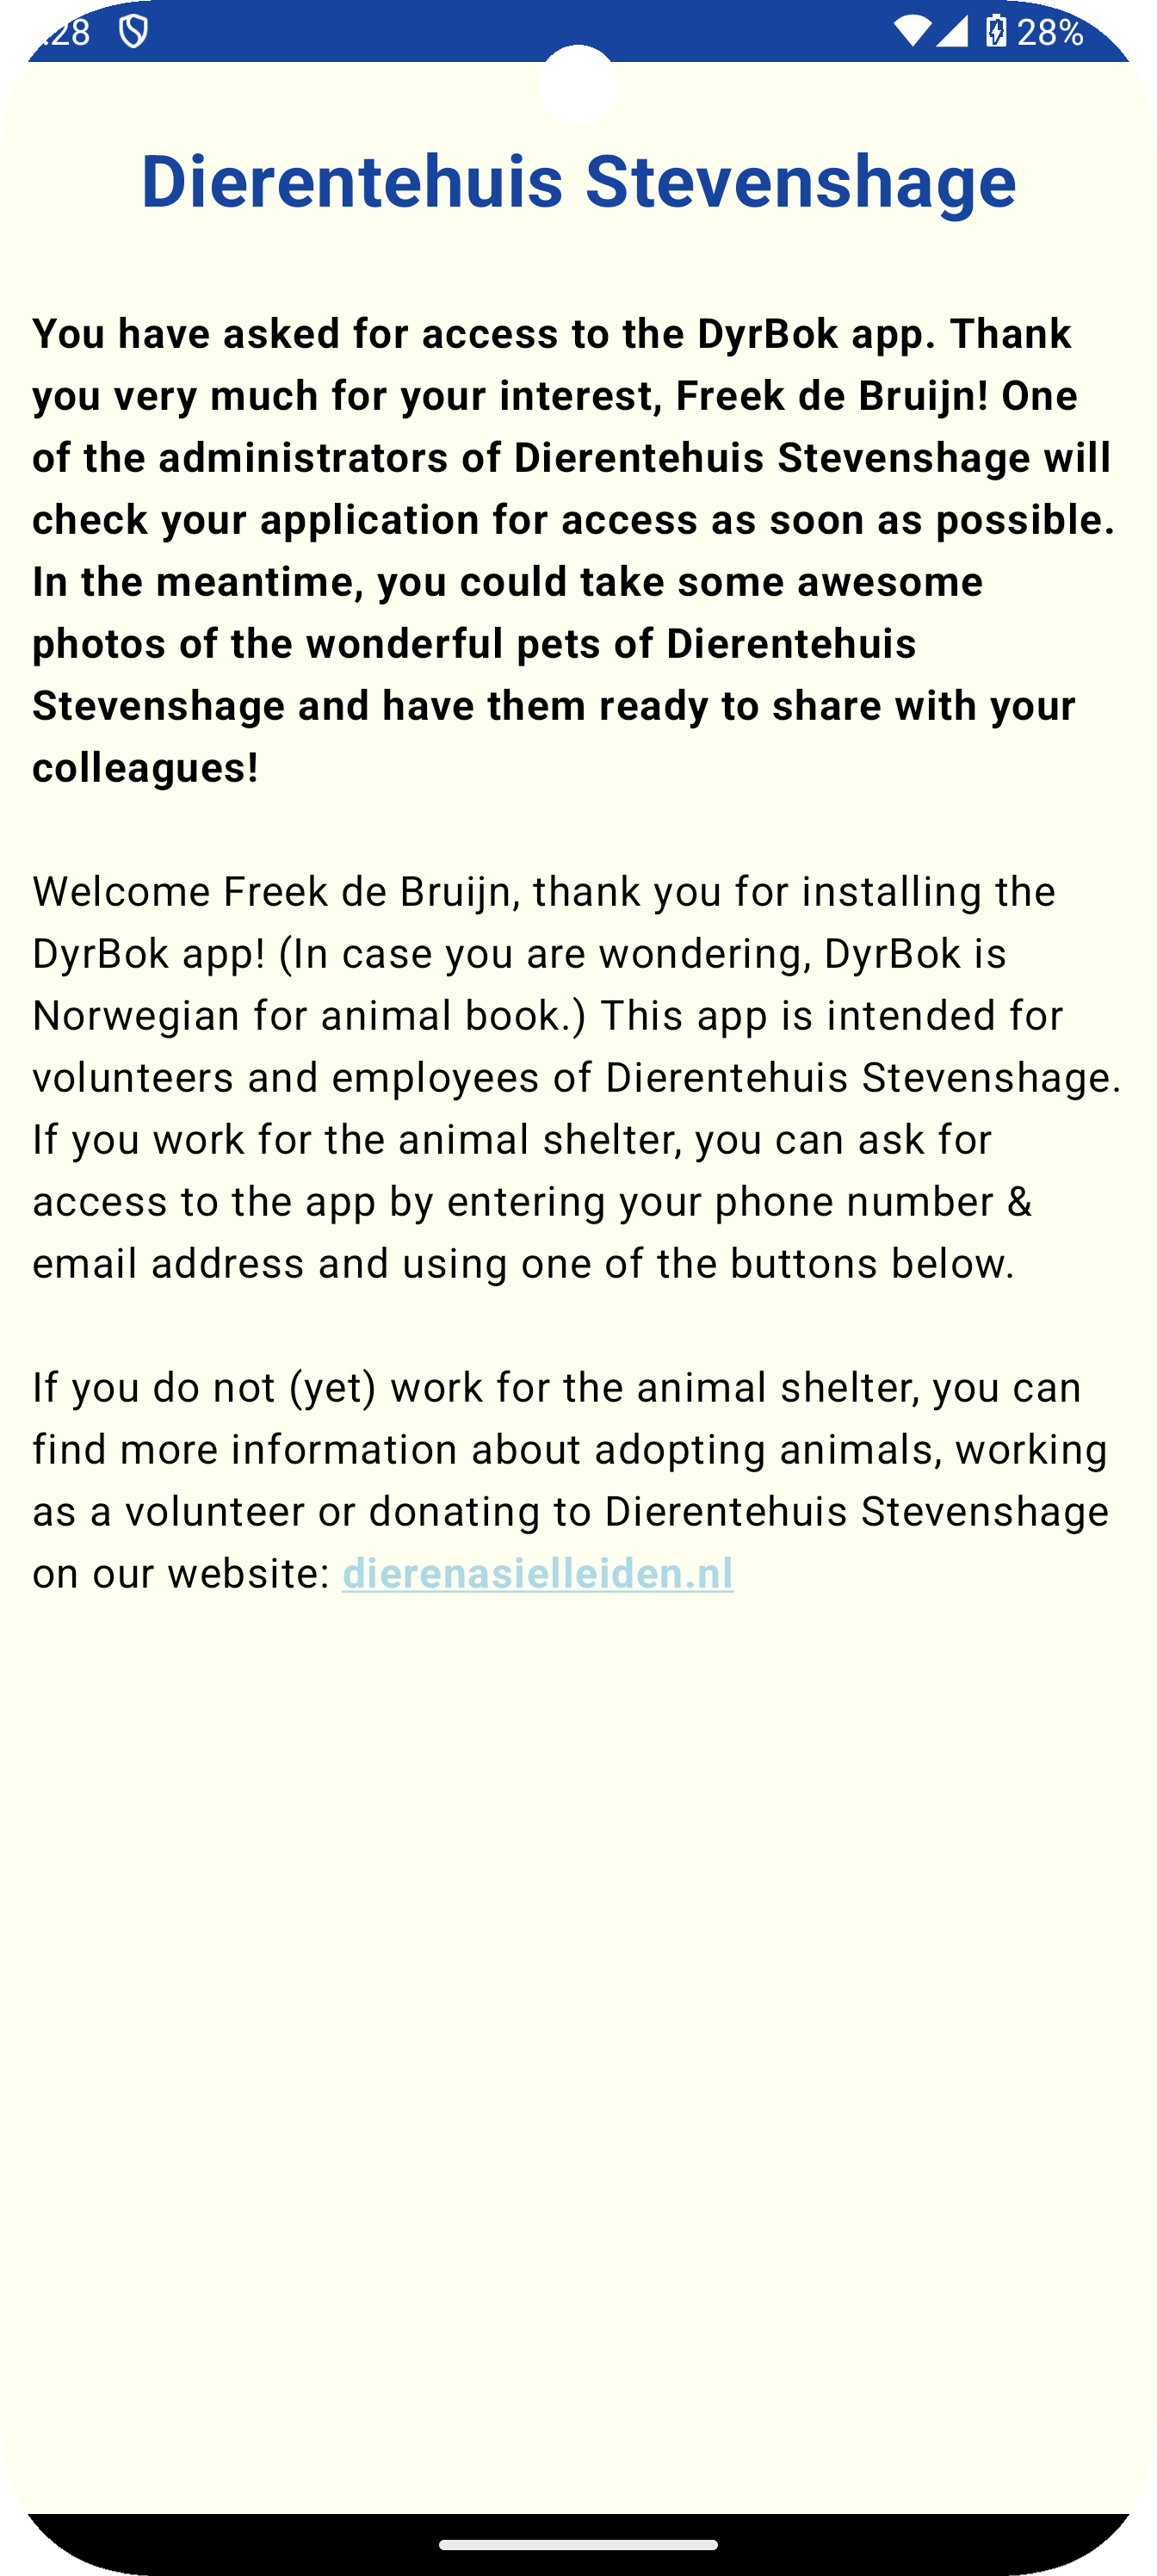 :28
28%
Dierentehuis Stevenshage
You have asked for access to the DyrBok app. Thank
you very much for your interest, Freek de Bruijn! One
of the administrators of Dierentehuis Stevenshage will
check your application for access as soon as possible.
In the meantime, you could take some awesome
photos of the wonderful pets of Dierentehuis
Stevenshage and have them ready to share with your
colleagues!
Welcome Freek de Bruijn, thank you for installing the
DyrBok app! (In case you are wondering, DyrBok is
Norwegian for animal book.) This app is intended for
volunteers and employees of Dierentehuis Stevenshage.
If you work for the animal shelter, you can ask for
access to the app by entering your phone number &
email address and using one of the buttons below.
If you do not (yet) work for the animal shelter, you can
find more information about adopting animals, working
as a volunteer or donating to Dierentehuis Stevenshage
on our website: dierenasielleiden.nl